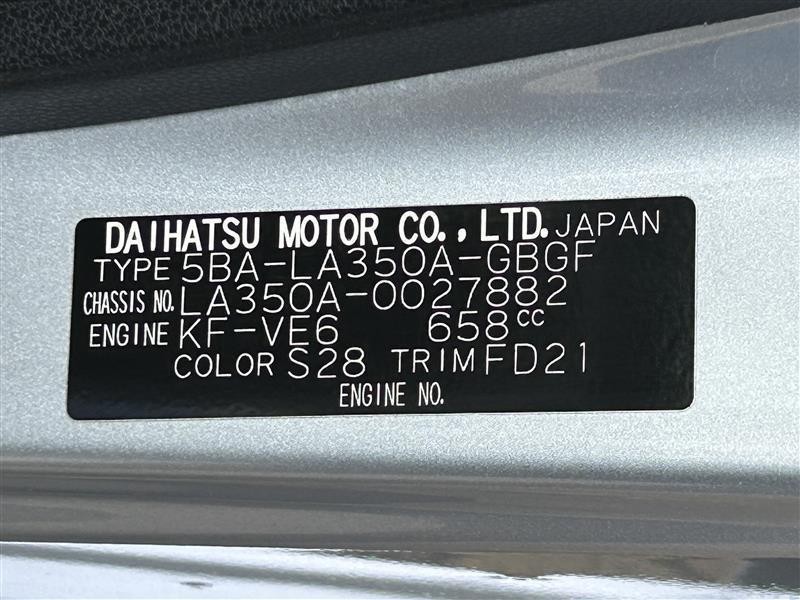 DAIHATSU MOTOR CO., LTD. JAPAN
TYPE 5BA-LA350A-GBGF
CHASSIS NO. LA350A-0027882
ENGINE KF-VE6 658cc
COLOR S28 TRIM FD21
ENGINE NO.